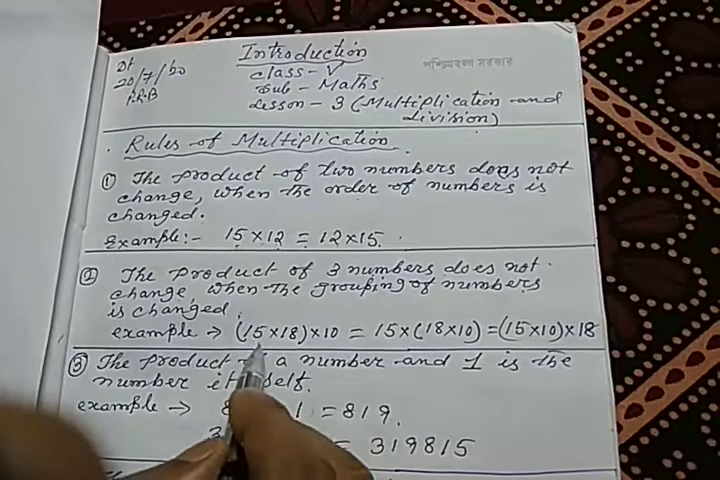 Introduction
Dt
20/7/
Class-V
Sub - Maths
P.R.B
Lesson - 3 (Multiplication and
division)
পশ্চিমবঙ্গ সরকার
Rules of Multiplication
① The product of two numbers does not
change, when the order of numbers is
changed.
Example:- 15×12 = 12×15.
② The product of 3 numbers does not
change, when the grouping of numbers
is changed.
example → (15×18)×10 = 15×(18×10)=(15×10)×18
③ The product of a number and 1 is the
number itself.
example → 8 1 = 819.
3 = 319815